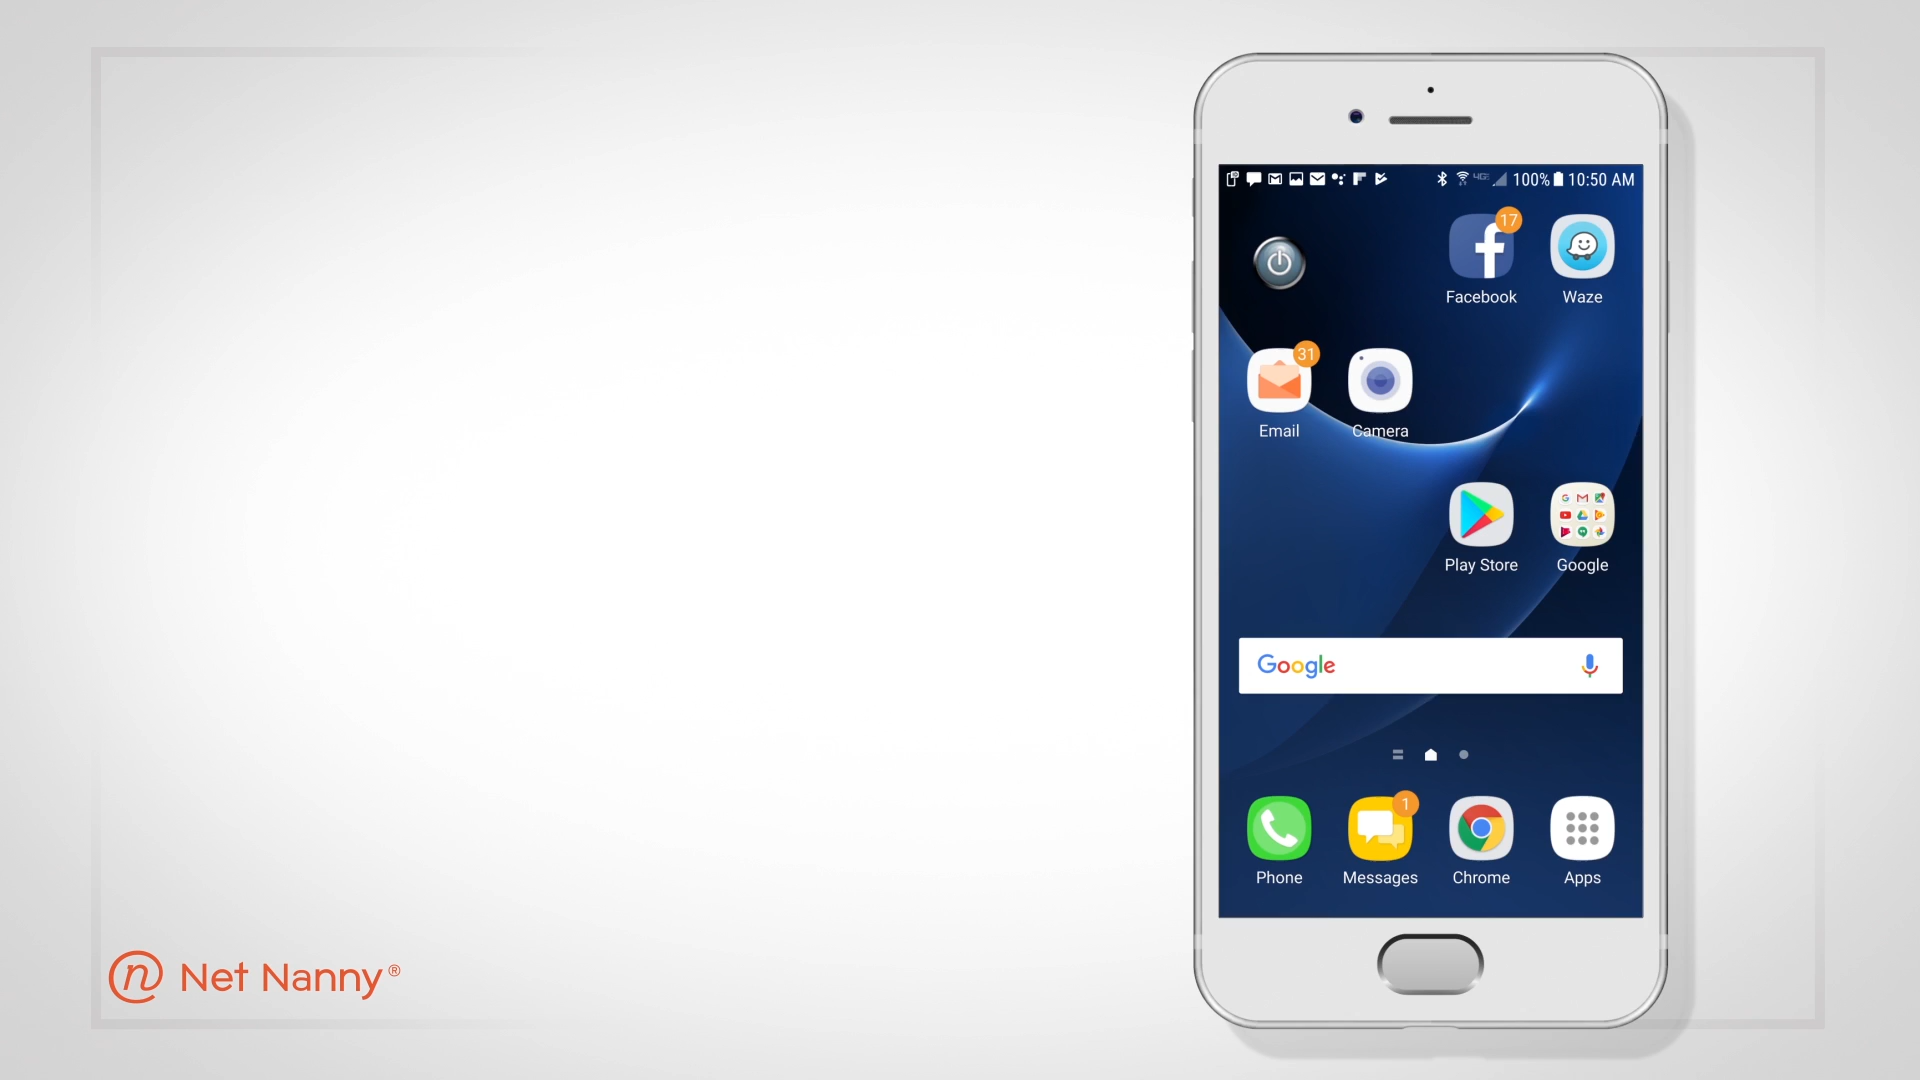 100% 10:50 AM
17
Facebook
Waze
31
Email
Camera
Play Store
Google
Google
1
Phone
Messages
Chrome
Apps
Net Nanny®